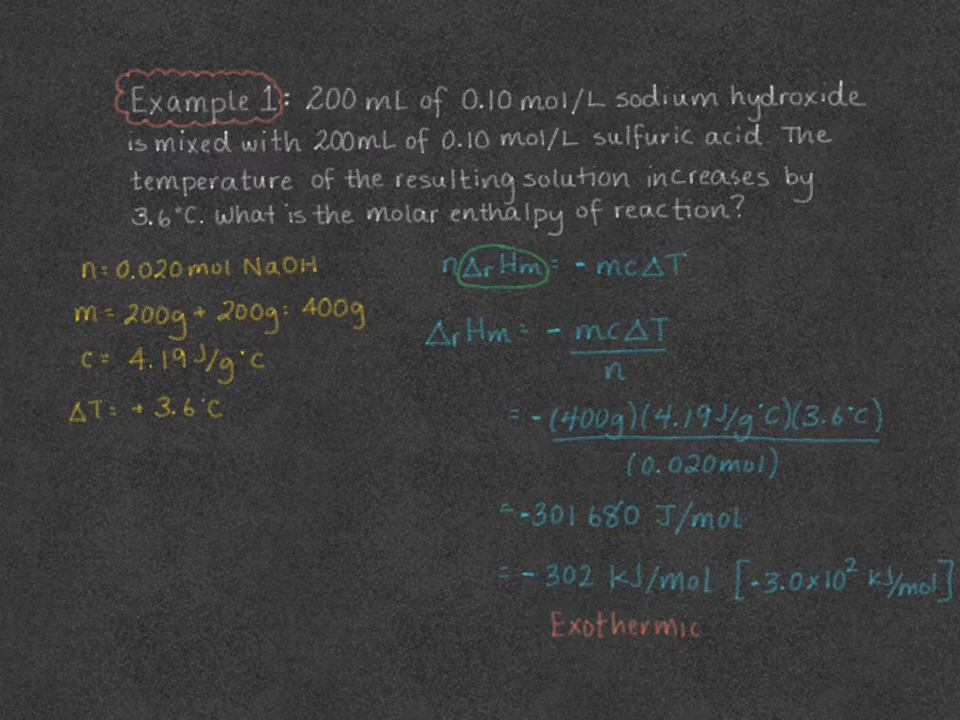 Example 1: 200 mL of 0.10 mol/L sodium hydroxide
is mixed with 200mL of 0.10 mol/L sulfuric acid. The
temperature of the resulting solution increases by
3.6°C. What is the molar enthalpy of reaction?
n= 0.020 mol NaOH
m= 200g + 200g= 400g
c= 4.19 J/g°C
ΔT= + 3.6°C
nΔrHm = - mcΔT
ΔrHm = - mcΔT
n
= -(400g)(4.19 J/g°C)(3.6°C)
(0.020mol)
= -301 680 J/mol
= - 302 kJ/mol [-3.0×10² kJ/mol]
Exothermic